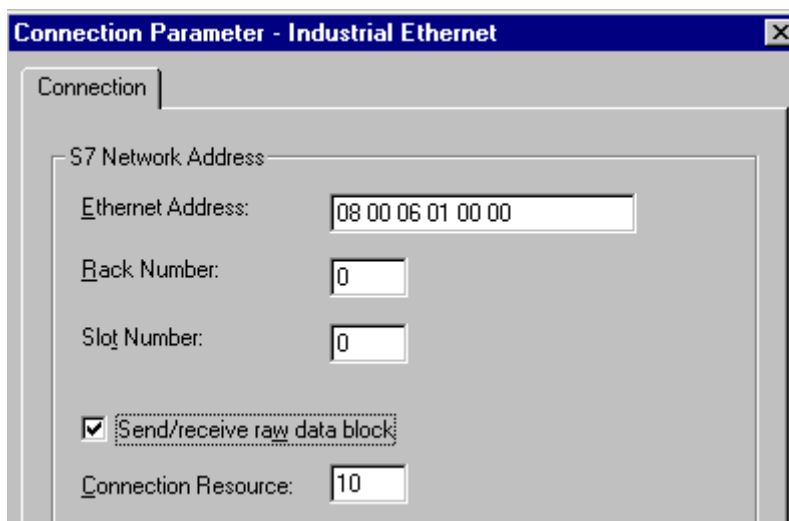 Connection Parameter - Industrial Ethernet
Connection
S7 Network Address
Ethernet Address: 08 00 06 01 00 00
Rack Number: 0
Slot Number: 0
Send/receive raw data block
Connection Resource: 10